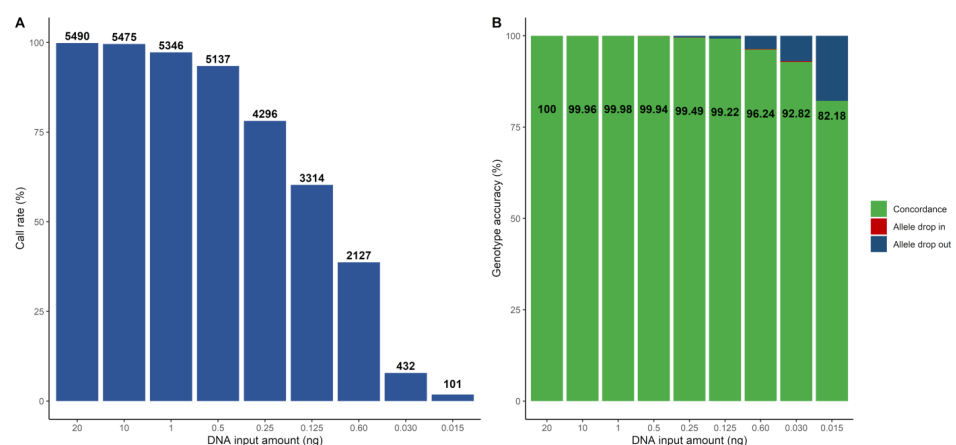 A
5490 5475 5346 5137 4296 3314 2127 432 101
100
75
50
25
0
Call rate (%)
20 10 1 0.5 0.25 0.125 0.60 0.030 0.015
DNA input amount (ng)
B
100 99.96 99.98 99.94 99.49 99.22 96.24 92.82 82.18
100
75
50
25
0
Genotype accuracy (%)
20 10 1 0.5 0.25 0.125 0.60 0.030 0.015
DNA input amount (ng)
Concordance
Allele drop in
Allele drop out